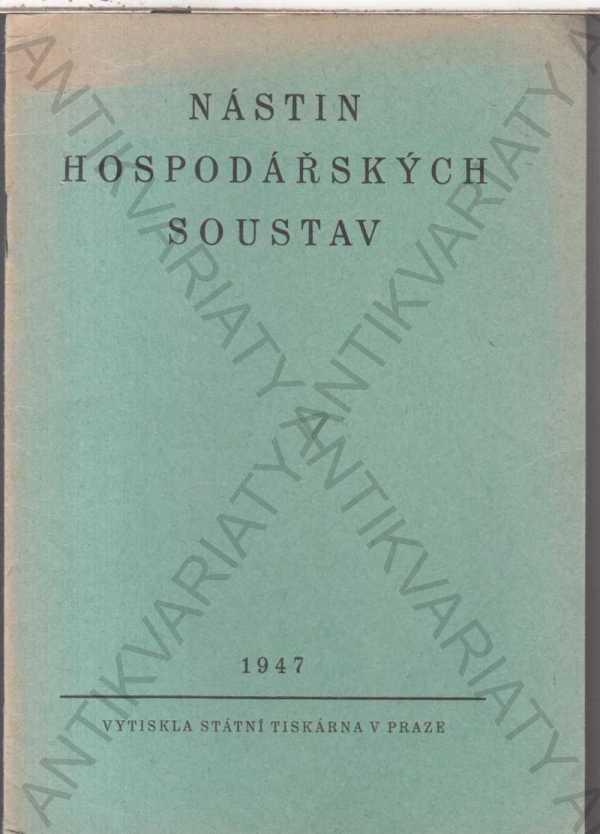 NÁSTIN
HOSPODÁŘSKÝCH
SOUSTAV
1947
VYTISKLA STÁTNÍ TISKÁRNA V PRAZE
ANTIKVARIATY ANTIKVARIATY A
ANTIKVARIATY ANTIKVARIATY A